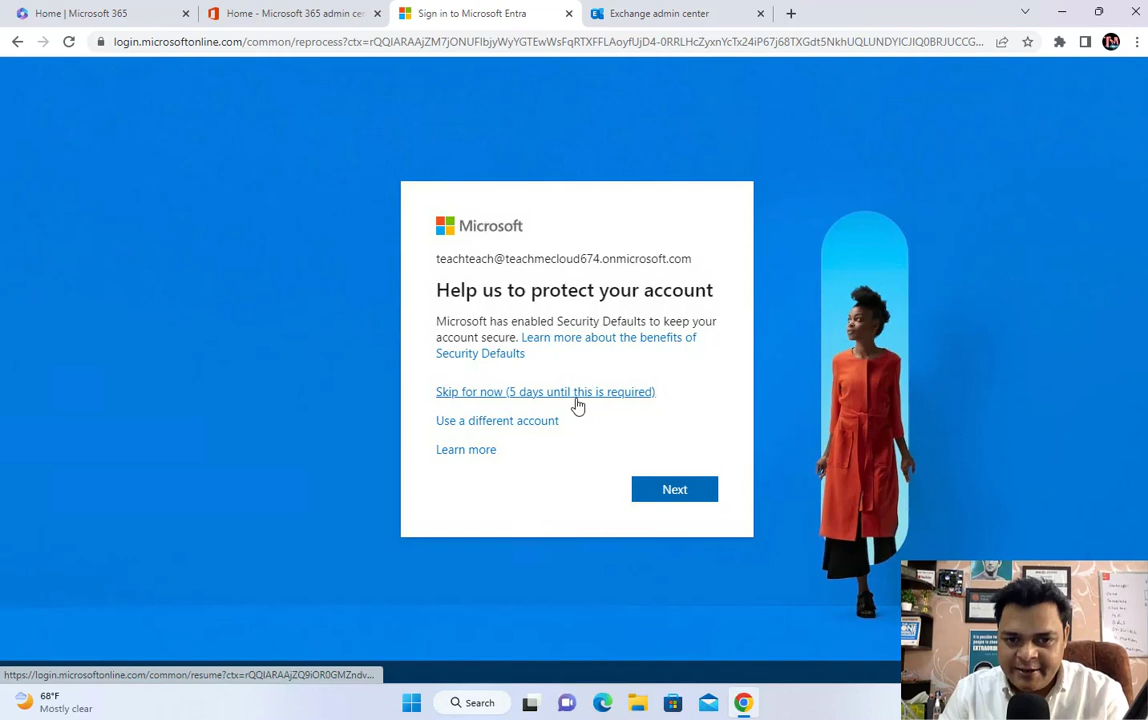 Home | Microsoft 365
Home - Microsoft 365 admin cer
Sign in to Microsoft Entra
Exchange admin center
login.microsoftonline.com/common/reprocess?ctx=rQQIARAAjZM7jONUFIbjyWyYGTEwWsFqRTXFFLAoyfUjD4-0RRLHcZyxnYcTx24iP67j68TXGdt5NkhUQLUNDYICJIQ0BRJUCCG...
Microsoft
teachteach@teachmecloud674.onmicrosoft.com
Help us to protect your account
Microsoft has enabled Security Defaults to keep your
account secure. Learn more about the benefits of
Security Defaults
Skip for now (5 days until this is required)
Use a different account
Learn more
Next
https://login.microsoftonline.com/common/resume?ctx=rQQIARAAjZQ9iOR0GMZndv...
68°F
Mostly clear
Search